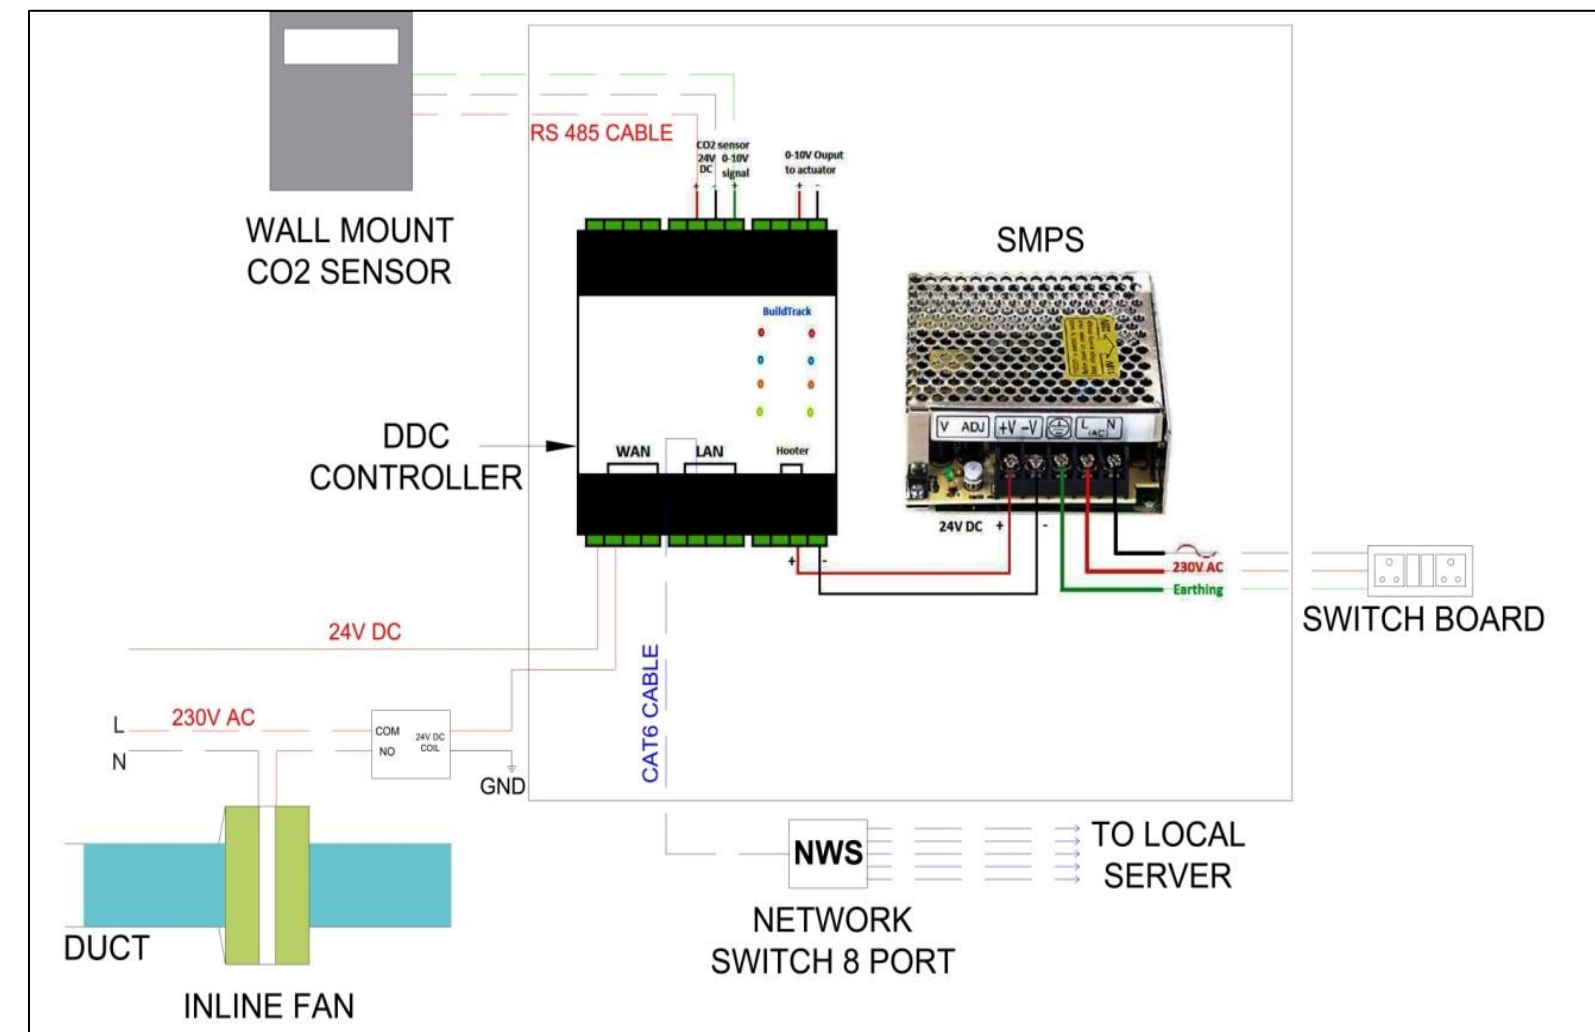 RS 485 CABLE
CO2 sensor
24V 0-10V
DC signal
+ - +
0-10V Ouput
to actuator
+ -
WALL MOUNT
CO2 SENSOR
SMPS
BuildTrack
V ADJ +V -V L (AC) N
DDC
CONTROLLER
WAN
LAN
Hooter
24V DC + -
+ -
230V AC
Earthing
SWITCH BOARD
24V DC
CAT6 CABLE
L
230V AC
N
COM
NO
24V DC
COIL
GND
NWS
TO LOCAL
SERVER
NETWORK
SWITCH 8 PORT
DUCT
INLINE FAN